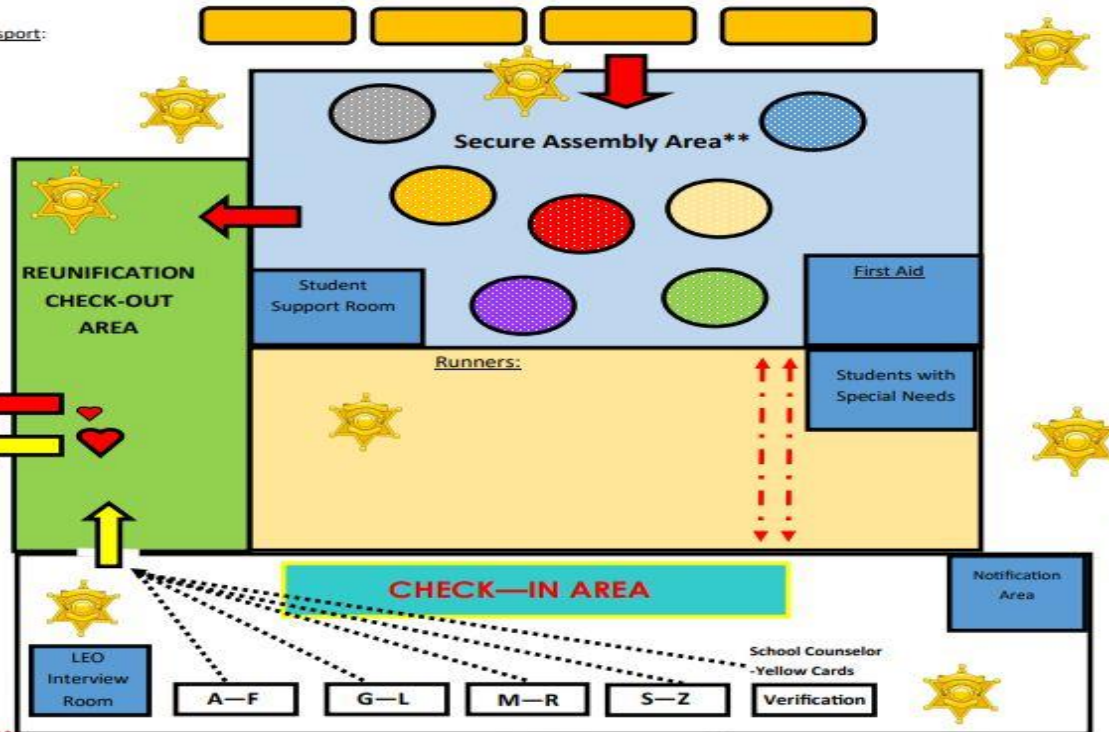 Secure Assembly Area**
REUNIFICATION
CHECK-OUT
AREA
Student
Support Room
First Aid
Runners:
Students with
Special Needs
CHECK—IN AREA
Notification
Area
LEO
Interview
Room
School Counselor
-Yellow Cards
A—F
G—L
M—R
S—Z
Verification